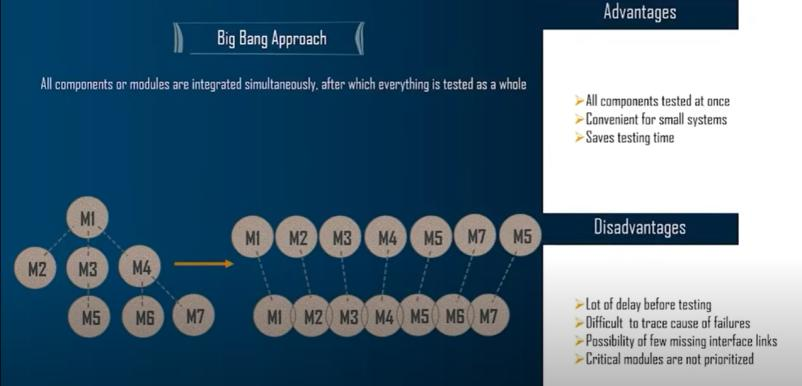 Big Bang Approach
All components or modules are integrated simultaneously, after which everything is tested as a whole
M1
M2 M3 M4
M5 M6 M7
M1 M2 M3 M4 M5 M7 M5
M1 M2 M3 M4 M5 M6 M7
Advantages
➢All components tested at once
➢Convenient for small systems
➢Saves testing time
Disadvantages
➢Lot of delay before testing
➢Difficult to trace cause of failures
➢Possibility of few missing interface links
➢Critical modules are not prioritized